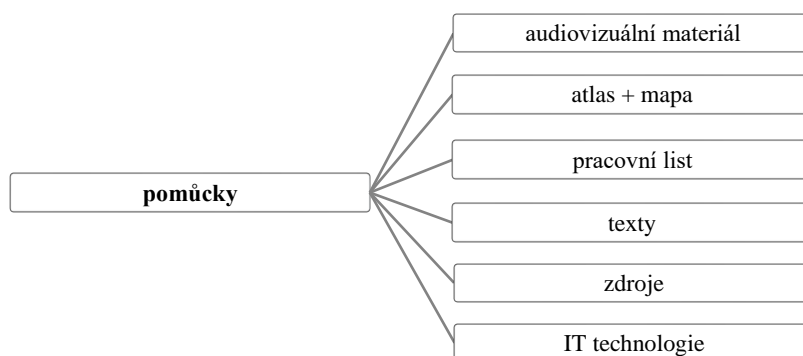 audiovizuální materiál
atlas + mapa
pracovní list
pomůcky
texty
zdroje
IT technologie